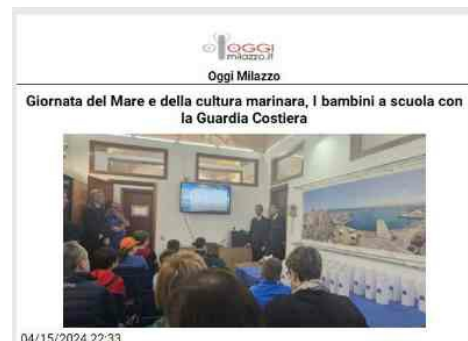 OGGI
milazzo.it
Oggi Milazzo
Giornata del Mare e della cultura marinara, I bambini a scuola con
la Guardia Costiera
04/15/2024 22:33